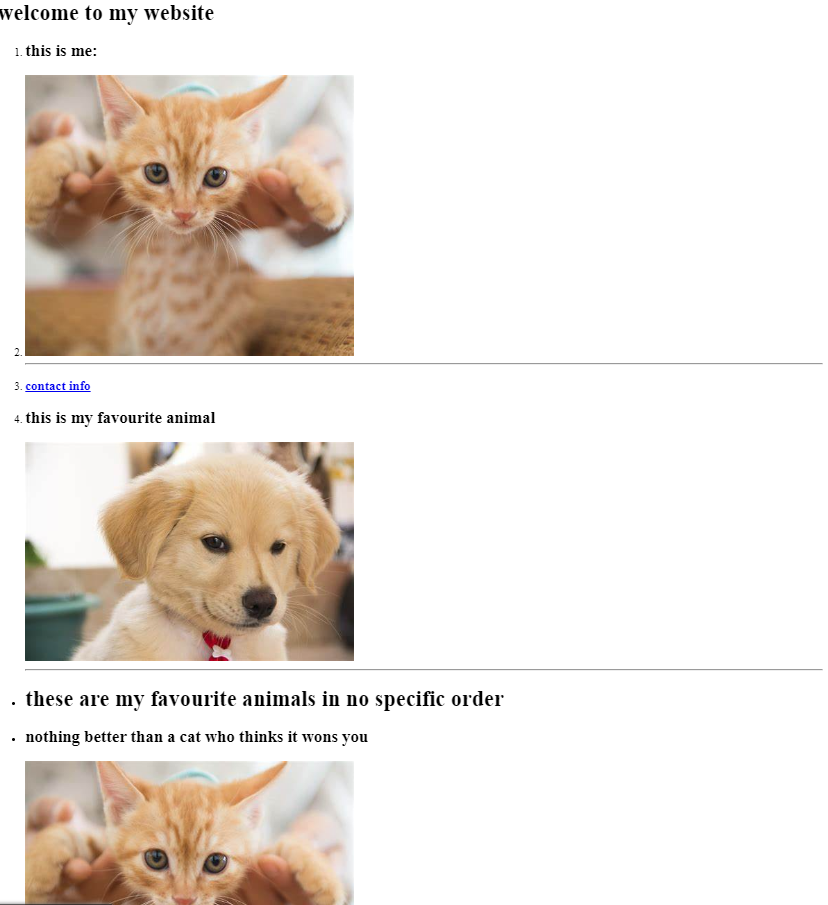 welcome to my website
1. this is me:
2.
3. contact info
4. this is my favourite animal
• these are my favourite animals in no specific order
• nothing better than a cat who thinks it wons you